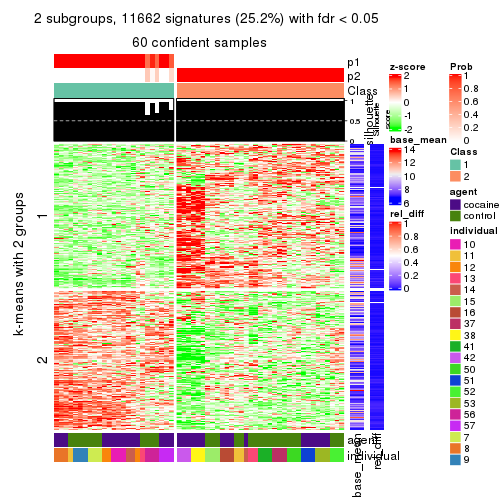 2 subgroups, 11662 signatures (25.2%) with fdr < 0.05
60 confident samples
p1
p2
Class
silhouette
score
1
0.5
0
k-means with 2 groups
1
2
agent
individual
base_mean
rel_diff
z-score
2
1
0
-1
-2
base_mean
14
12
10
8
6
rel_diff
1
0.8
0.6
0.4
0.2
0
Prob
1
0.8
0.6
0.4
0.2
0
Class
1
2
agent
cocaine
control
individual
10
11
12
13
14
15
16
37
38
41
42
50
51
52
53
56
57
7
8
9